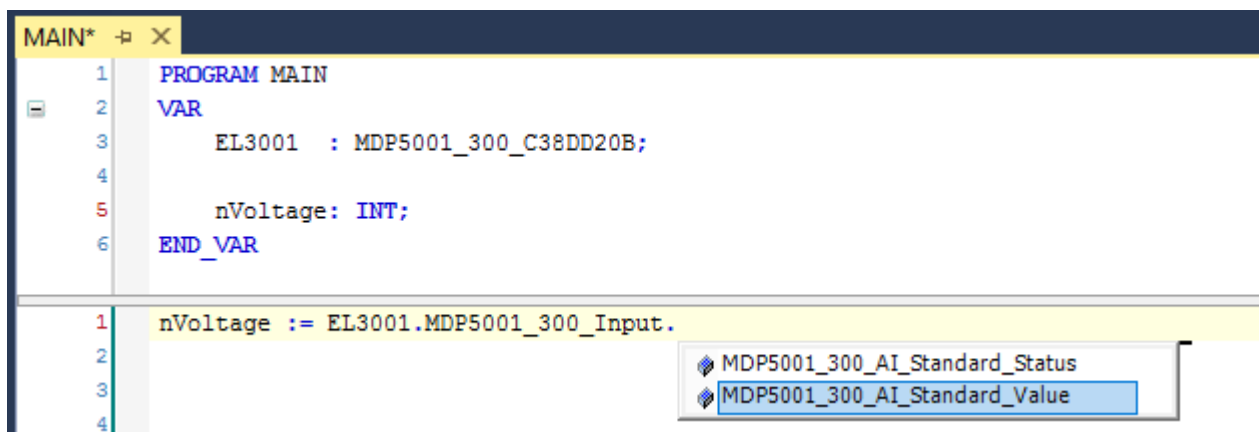 MAIN*
1 PROGRAM MAIN
2 VAR
3 EL3001 : MDP5001_300_C38DD20B;
4
5 nVoltage: INT;
6 END_VAR
1 nVoltage := EL3001.MDP5001_300_Input.
2 MDP5001_300_AI_Standard_Status
3 MDP5001_300_AI_Standard_Value
4